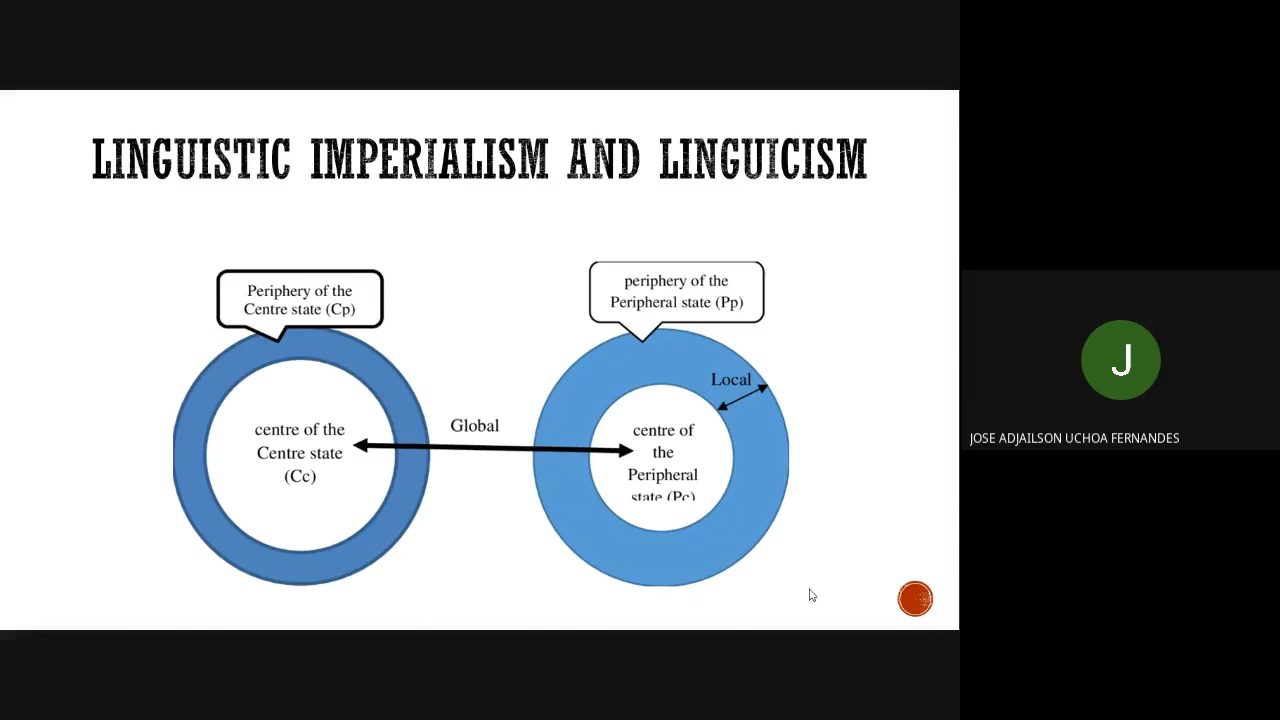 LINGUISTIC IMPERIALISM AND LINGUICISM
Periphery of the
Centre state (Cp)
periphery of the
Peripheral state (Pp)
Local
Global
centre of the
Centre state
(Cc)
centre of
the
Peripheral
state (Pc)
J
JOSE ADJAILSON UCHOA FERNANDES